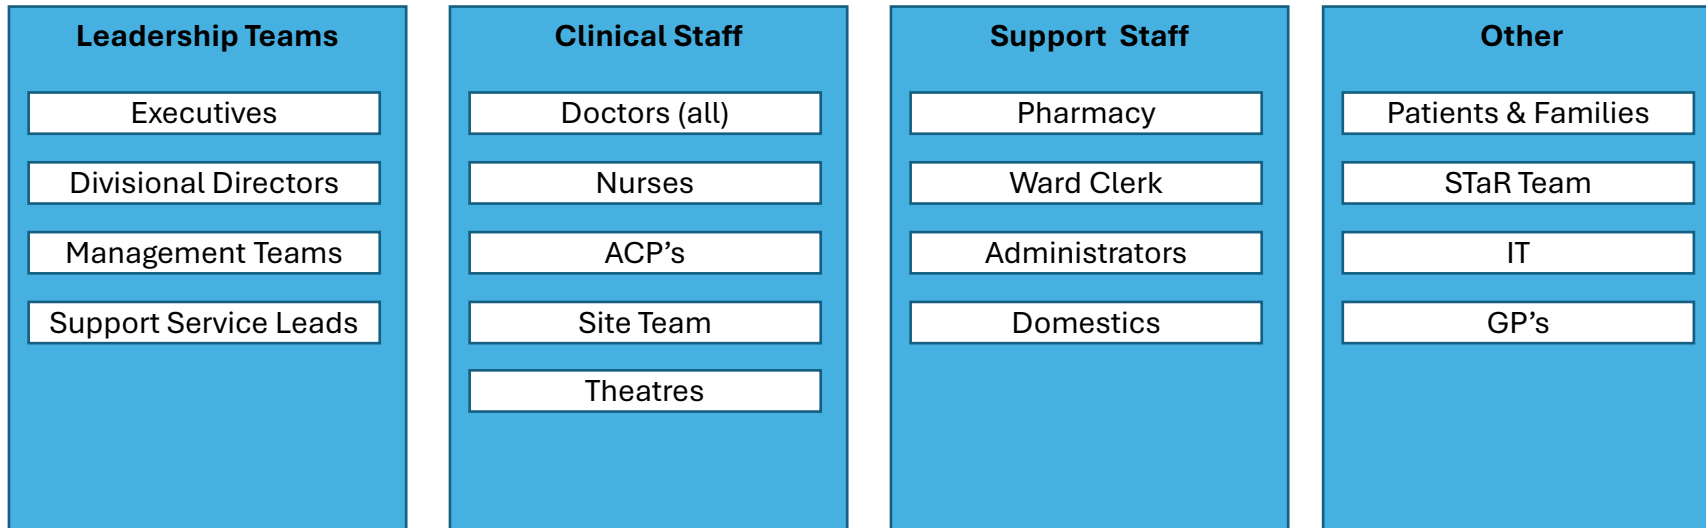 Leadership Teams
Executives
Divisional Directors
Management Teams
Support Service Leads
Clinical Staff
Doctors (all)
Nurses
ACP’s
Site Team
Theatres
Support  Staff
Pharmacy
Ward Clerk
Administrators
Domestics
Other
Patients & Families
STaR Team
IT
GP’s